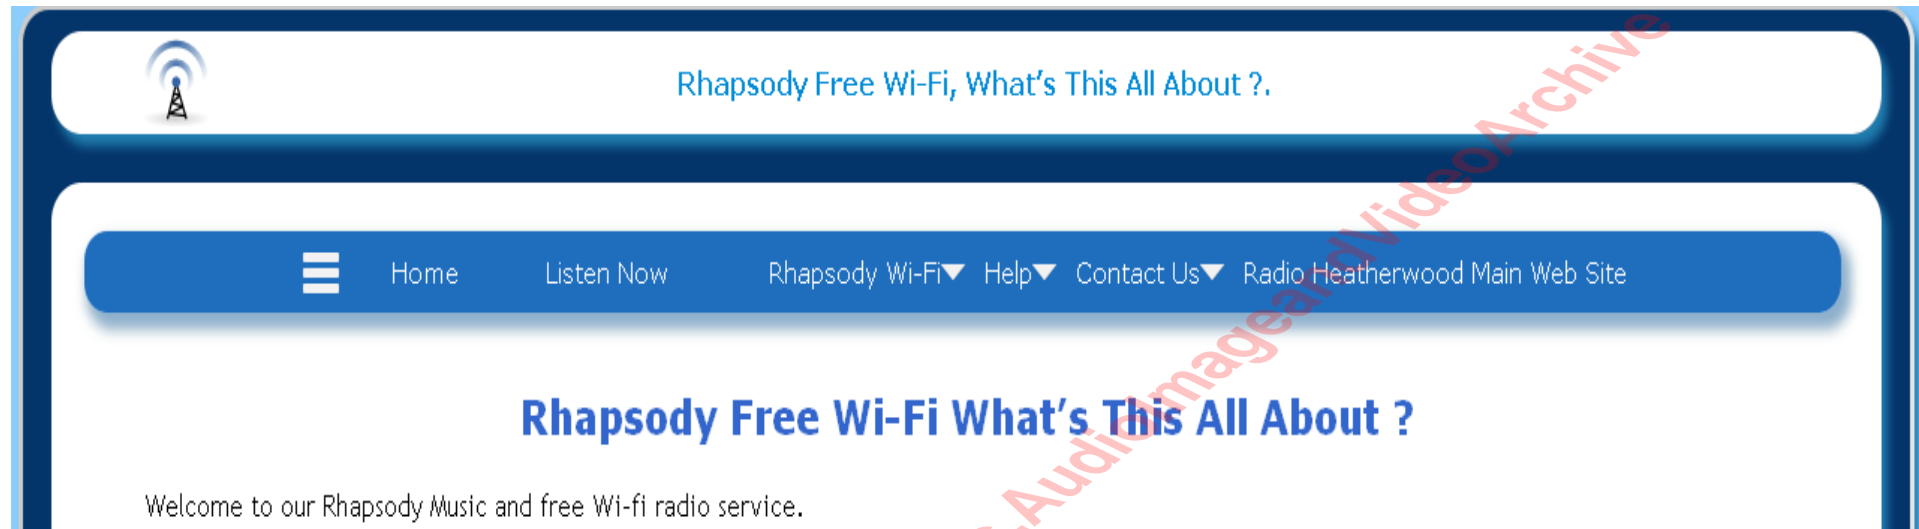 Rhapsody Free Wi-Fi, What's This All About ?.
Home Listen Now Rhapsody Wi-Fi Help Contact Us Radio Heatherwood Main Web Site
Rhapsody Free Wi-Fi What's This All About ?
Welcome to our Rhapsody Music and free Wi-fi radio service.
.AudioImageandVideoArchive